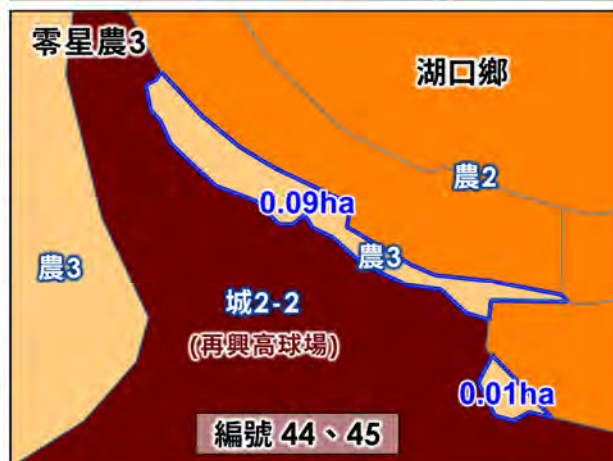 零星農3
湖口鄉
農2
0.09ha
農3
農3
城2-2
(再興高球場)
0.01ha
編號 44、45